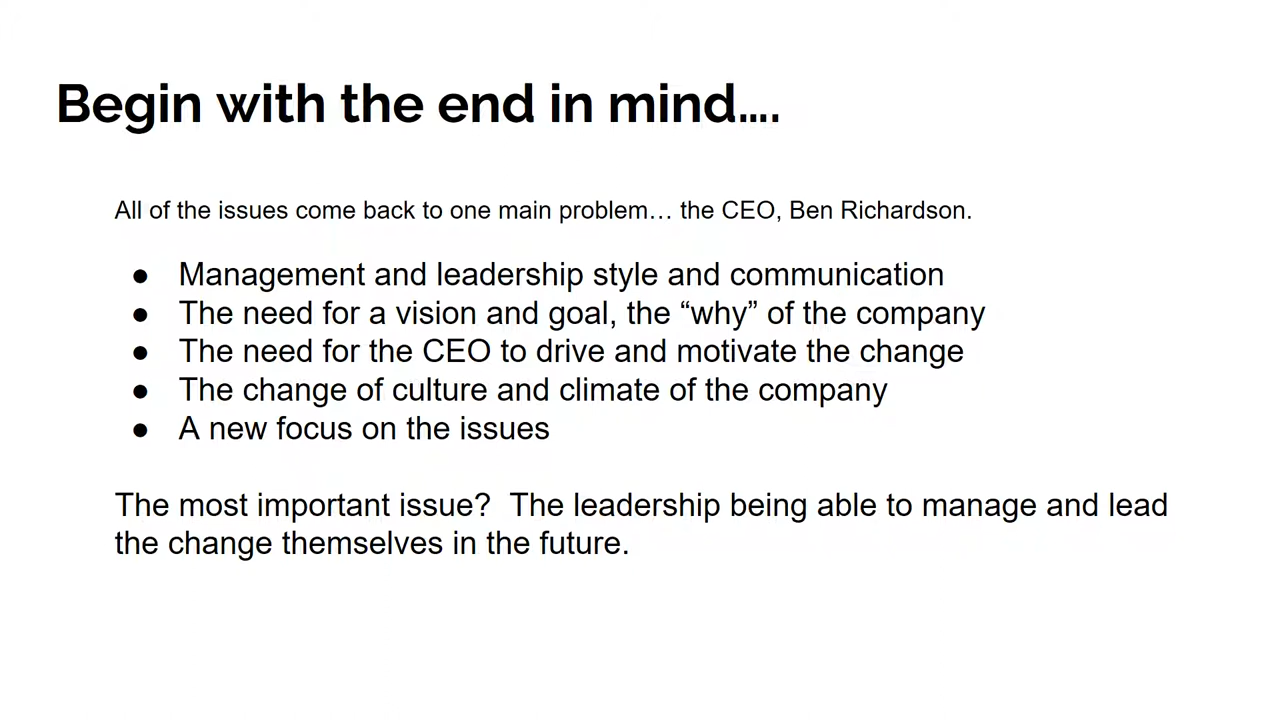 Begin with the end in mind….
All of the issues come back to one main problem… the CEO, Ben Richardson.
● Management and leadership style and communication
● The need for a vision and goal, the “why” of the company
● The need for the CEO to drive and motivate the change
● The change of culture and climate of the company
● A new focus on the issues
The most important issue?  The leadership being able to manage and lead
the change themselves in the future.